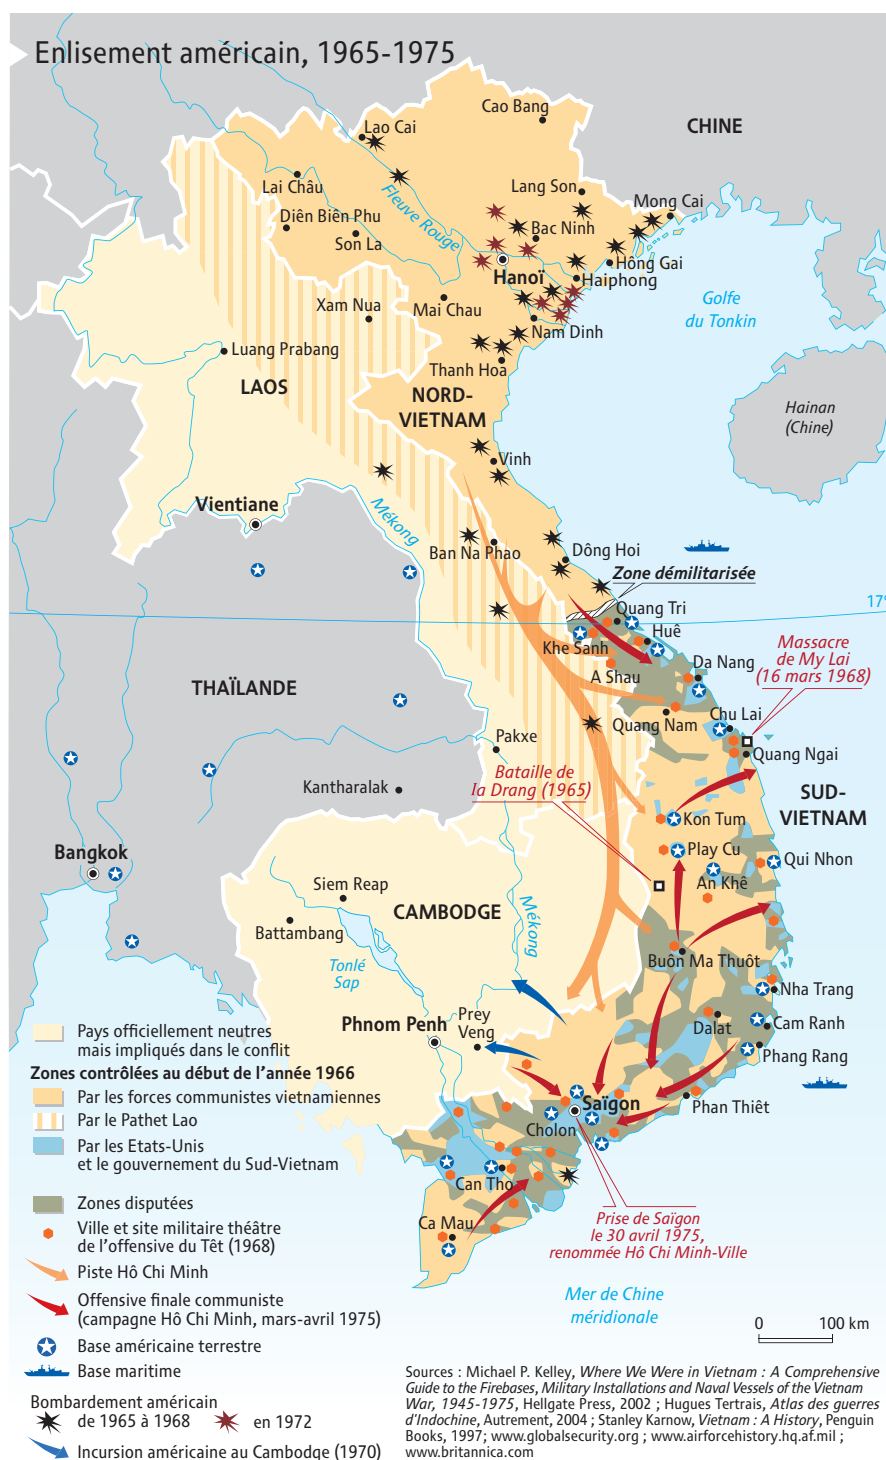 Enlisement américain, 1965-1975
Cao Bang
CHINE
Lao Cai
Lai Châu
Lang Son
Mong Cai
Diên Biên Phu
Fleuve Rouge
Bac Ninh
Son La
Hông Gai
Hanoï
Haiphong
Golfe
du Tonkin
Xam Nua
Mai Chau
Nam Dinh
Luang Prabang
Thanh Hoa
LAOS
NORD-
VIETNAM
Hainan
(Chine)
Vinh
Vientiane
Mékong
Ban Na Phao
Dông Hoi
Zone démilitarisée
17°
Quang Tri
Khe Sanh
Huê
Massacre
de My Lai
(16 mars 1968)
A Shau
Da Nang
THAÏLANDE
Quang Nam
Chu Lai
Pakxe
Quang Ngai
Bataille de
Ia Drang (1965)
Kantharalak
SUD-
VIETNAM
Kon Tum
Bangkok
Play Cu
Qui Nhon
An Khê
Siem Reap
CAMBODGE
Battambang
Mékong
Tonlé
Sap
Buôn Ma Thuôt
Nha Trang
Phnom Penh
Prey
Veng
Dalat
Cam Ranh
Phang Rang
Saïgon
Phan Thiêt
Cholon
Can Tho
Ca Mau
Prise de Saïgon
le 30 avril 1975,
renommée Hô Chi Minh-Ville
Mer de Chine
méridionale
0 100 km
Pays officiellement neutres
mais impliqués dans le conflit
Zones contrôlées au début de l'année 1966
Par les forces communistes vietnamiennes
Par le Pathet Lao
Par les Etats-Unis
et le gouvernement du Sud-Vietnam
Zones disputées
Ville et site militaire théâtre
de l'offensive du Têt (1968)
Piste Hô Chi Minh
Offensive finale communiste
(campagne Hô Chi Minh, mars-avril 1975)
Base américaine terrestre
Base maritime
Bombardement américain
de 1965 à 1968 en 1972
Incursion américaine au Cambodge (1970)
Sources : Michael P. Kelley, Where We Were in Vietnam : A Comprehensive
Guide to the Firebases, Military Installations and Naval Vessels of the Vietnam
War, 1945-1975, Hellgate Press, 2002 ; Hugues Tertrais, Atlas des guerres
d'Indochine, Autrement, 2004 ; Stanley Karnow, Vietnam : A History, Penguin
Books, 1997; www.globalsecurity.org ; www.airforcehistory.hq.af.mil ;
www.britannica.com